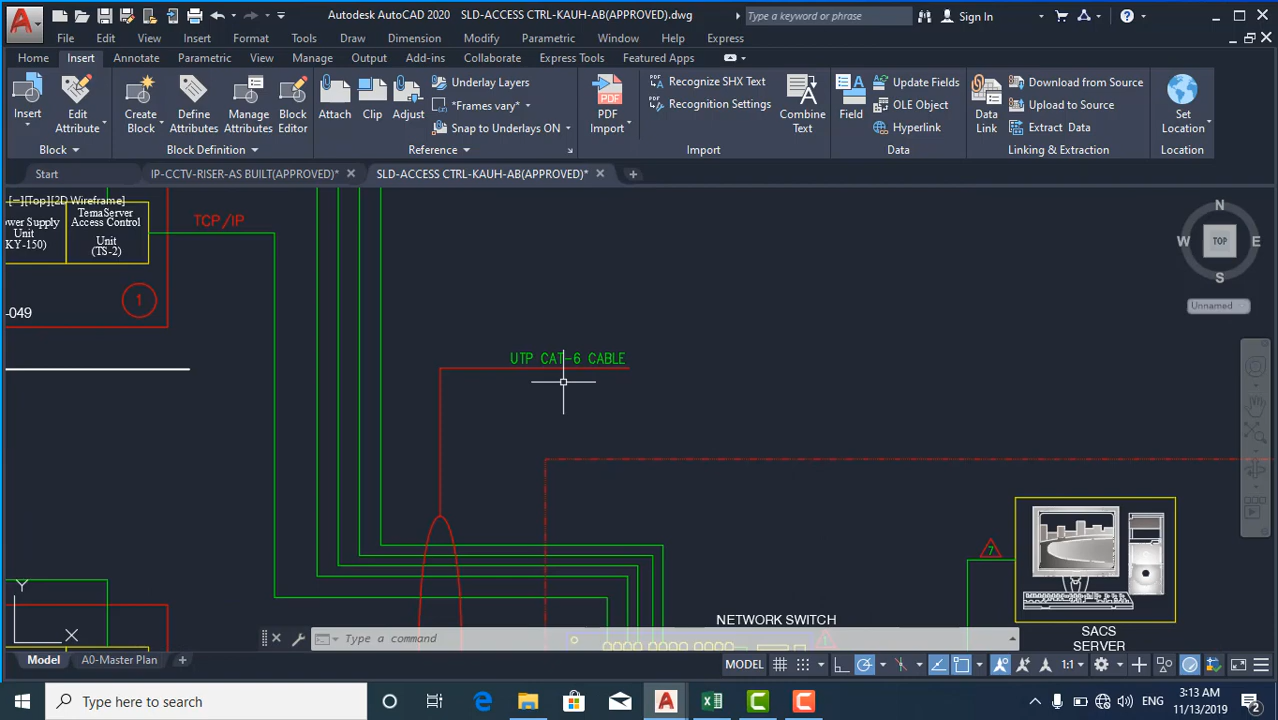 Autodesk AutoCAD 2020 SLD-ACCESS CTRL-KAUH-AB(APPROVED).dwg
Type a keyword or phrase
Sign In
File Edit View Insert Format Tools Draw Dimension Modify Parametric Window Help Express
Home Insert Annotate Parametric View Manage Output Add-ins Collaborate Express Tools Featured Apps
Insert
Edit Attribute
Create Block
Define Attributes
Manage Attributes
Block Editor
Attach
Clip
Adjust
Underlay Layers
*Frames vary*
Snap to Underlays ON
PDF
PDF Import
Recognize SHX Text
Recognition Settings
Combine Text
Field
Update Fields
OLE Object
Hyperlink
Data Link
Download from Source
Upload to Source
Extract Data
Set Location
Block Block Definition Reference Import Data Linking & Extraction Location
Start IP-CCTV-RISER-AS BUILT(APPROVED)* SLD-ACCESS CTRL-KAUH-AB(APPROVED)*
[−][Top][2D Wireframe]
ower Supply
Unit
(KY-150)
TemaServer
Access Control
Unit
(TS-2)
TCP/IP
1
-049
N
W TOP E
S
Unnamed
UTP CAT-6 CABLE
7
SACS
SERVER
NETWORK SWITCH
Y
X
Type a command
Model A0-Master Plan
MODEL 1:1
Type here to search
ENG
3:13 AM
11/13/2019
2